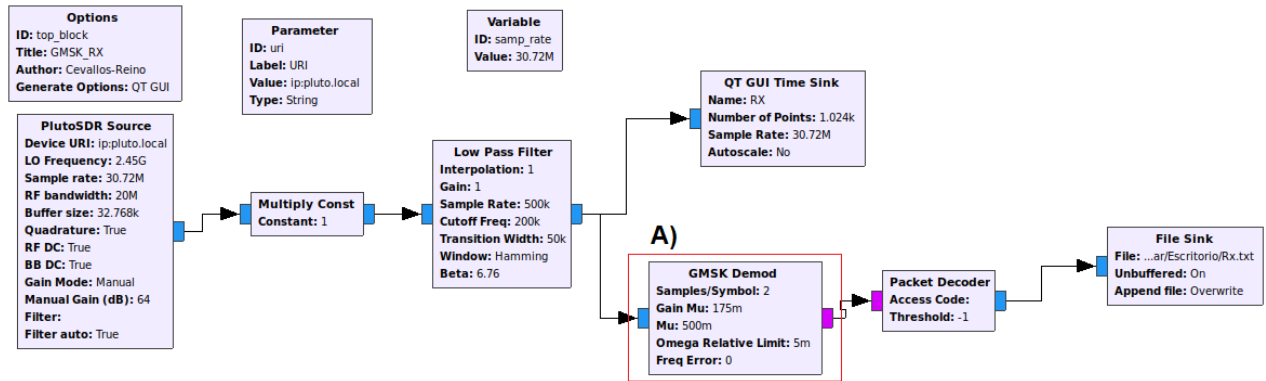 Options
ID: top_block
Title: GMSK_RX
Author: Cevallos-Reino
Generate Options: QT GUI
Parameter
ID: uri
Label: URI
Value: ip:pluto.local
Type: String
Variable
ID: samp_rate
Value: 30.72M
PlutoSDR Source
Device URI: ip:pluto.local
LO Frequency: 2.45G
Sample rate: 30.72M
RF bandwidth: 20M
Buffer size: 32.768k
Quadrature: True
RF DC: True
BB DC: True
Gain Mode: Manual
Manual Gain (dB): 64
Filter:
Filter auto: True
Multiply Const
Constant: 1
Low Pass Filter
Interpolation: 1
Gain: 1
Sample Rate: 500k
Cutoff Freq: 200k
Transition Width: 50k
Window: Hamming
Beta: 6.76
QT GUI Time Sink
Name: RX
Number of Points: 1.024k
Sample Rate: 30.72M
Autoscale: No
A)
GMSK Demod
Samples/Symbol: 2
Gain Mu: 175m
Mu: 500m
Omega Relative Limit: 5m
Freq Error: 0
Packet Decoder
Access Code:
Threshold: -1
File Sink
File: ...ar/Escritorio/Rx.txt
Unbuffered: On
Append file: Overwrite